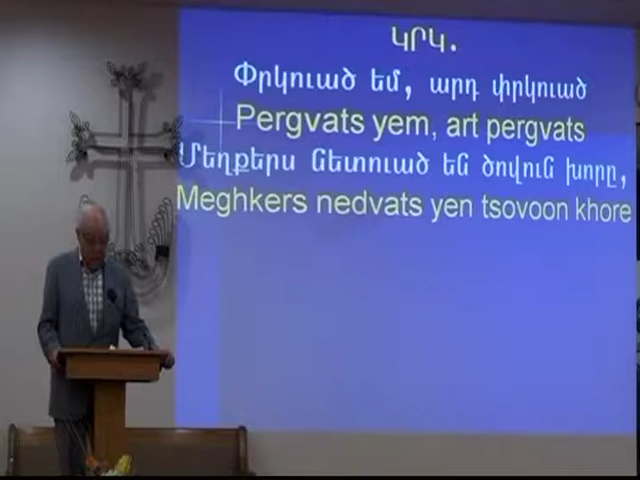 ԿՐԿ.
Փրկուած եմ, արդ փրկուած
Pergvats yem, art pergvats
Մեղքերս նետուած են ծովուն խորը,
Meghkers nedvats yen tsovoon khore